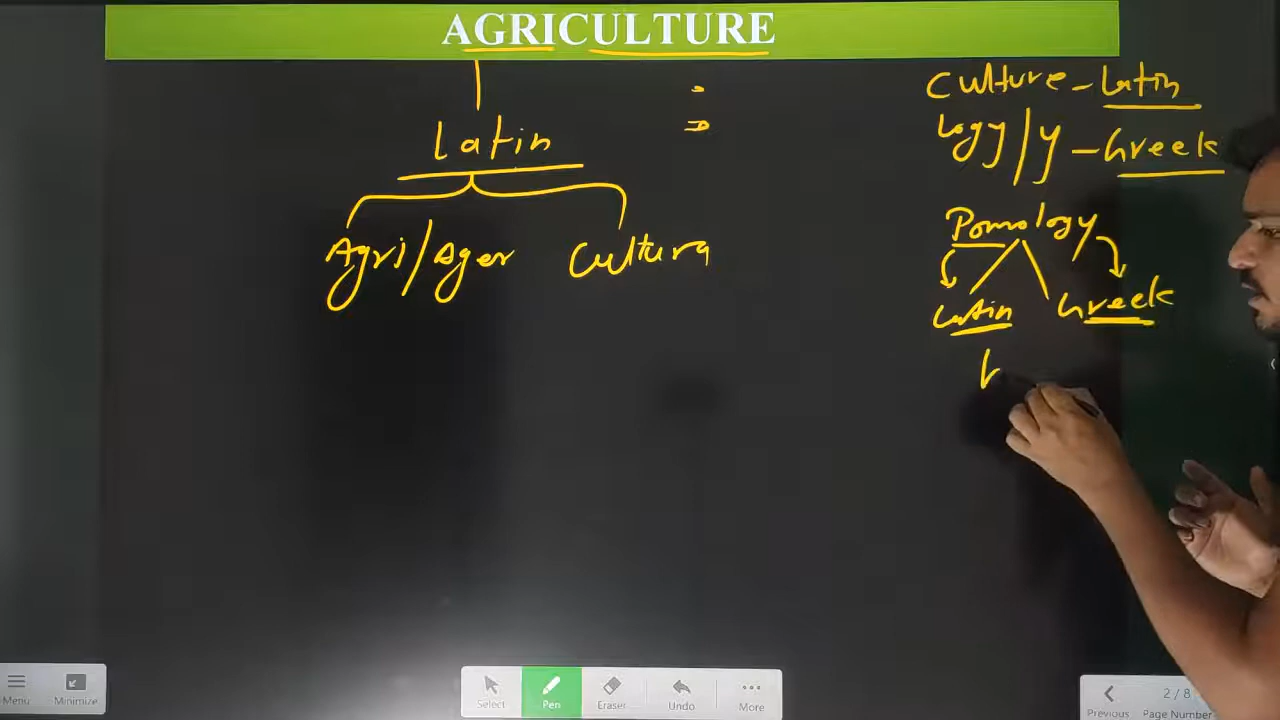 AGRICULTURE
Latin
Agri/Ager Cultura
Culture - Latin
logy/y - Greek
Pomology
Latin Greek
Menu
Minimize
Select
Pen
Eraser
Undo
More
Previous
2 / 8
Page Number